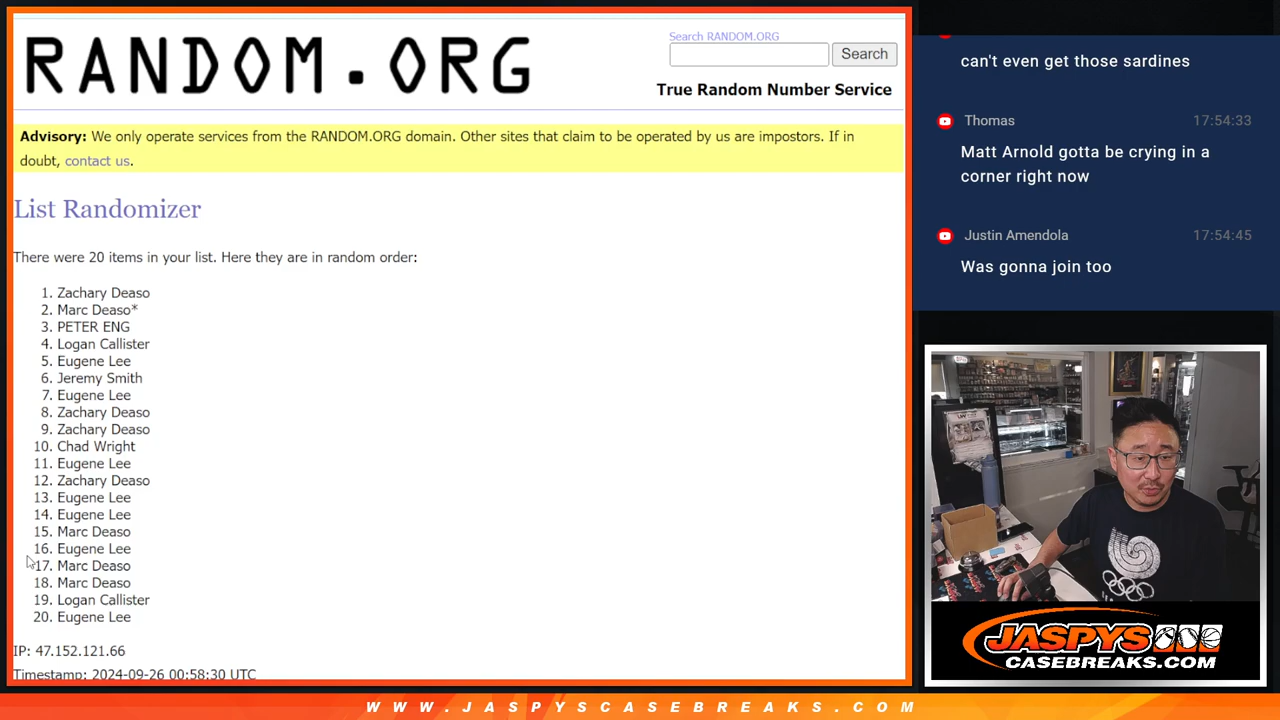 RANDOM.ORG
Search RANDOM.ORG
Search
True Random Number Service
Advisory: We only operate services from the RANDOM.ORG domain. Other sites that claim to be operated by us are impostors. If in
doubt, contact us.
List Randomizer
There were 20 items in your list. Here they are in random order:
1. Zachary Deaso
2. Marc Deaso*
3. PETER ENG
4. Logan Callister
5. Eugene Lee
6. Jeremy Smith
7. Eugene Lee
8. Zachary Deaso
9. Zachary Deaso
10. Chad Wright
11. Eugene Lee
12. Zachary Deaso
13. Eugene Lee
14. Eugene Lee
15. Marc Deaso
16. Eugene Lee
17. Marc Deaso
18. Marc Deaso
19. Logan Callister
20. Eugene Lee
IP: 47.152.121.66
Timestamp: 2024-09-26 00:58:30 UTC
can't even get those sardines
Thomas 17:54:33
Matt Arnold gotta be crying in a
corner right now
Justin Amendola 17:54:45
Was gonna join too
JASPYS
CASEBREAKS.COM
WWW.JASPYSCASEBREAKS.COM